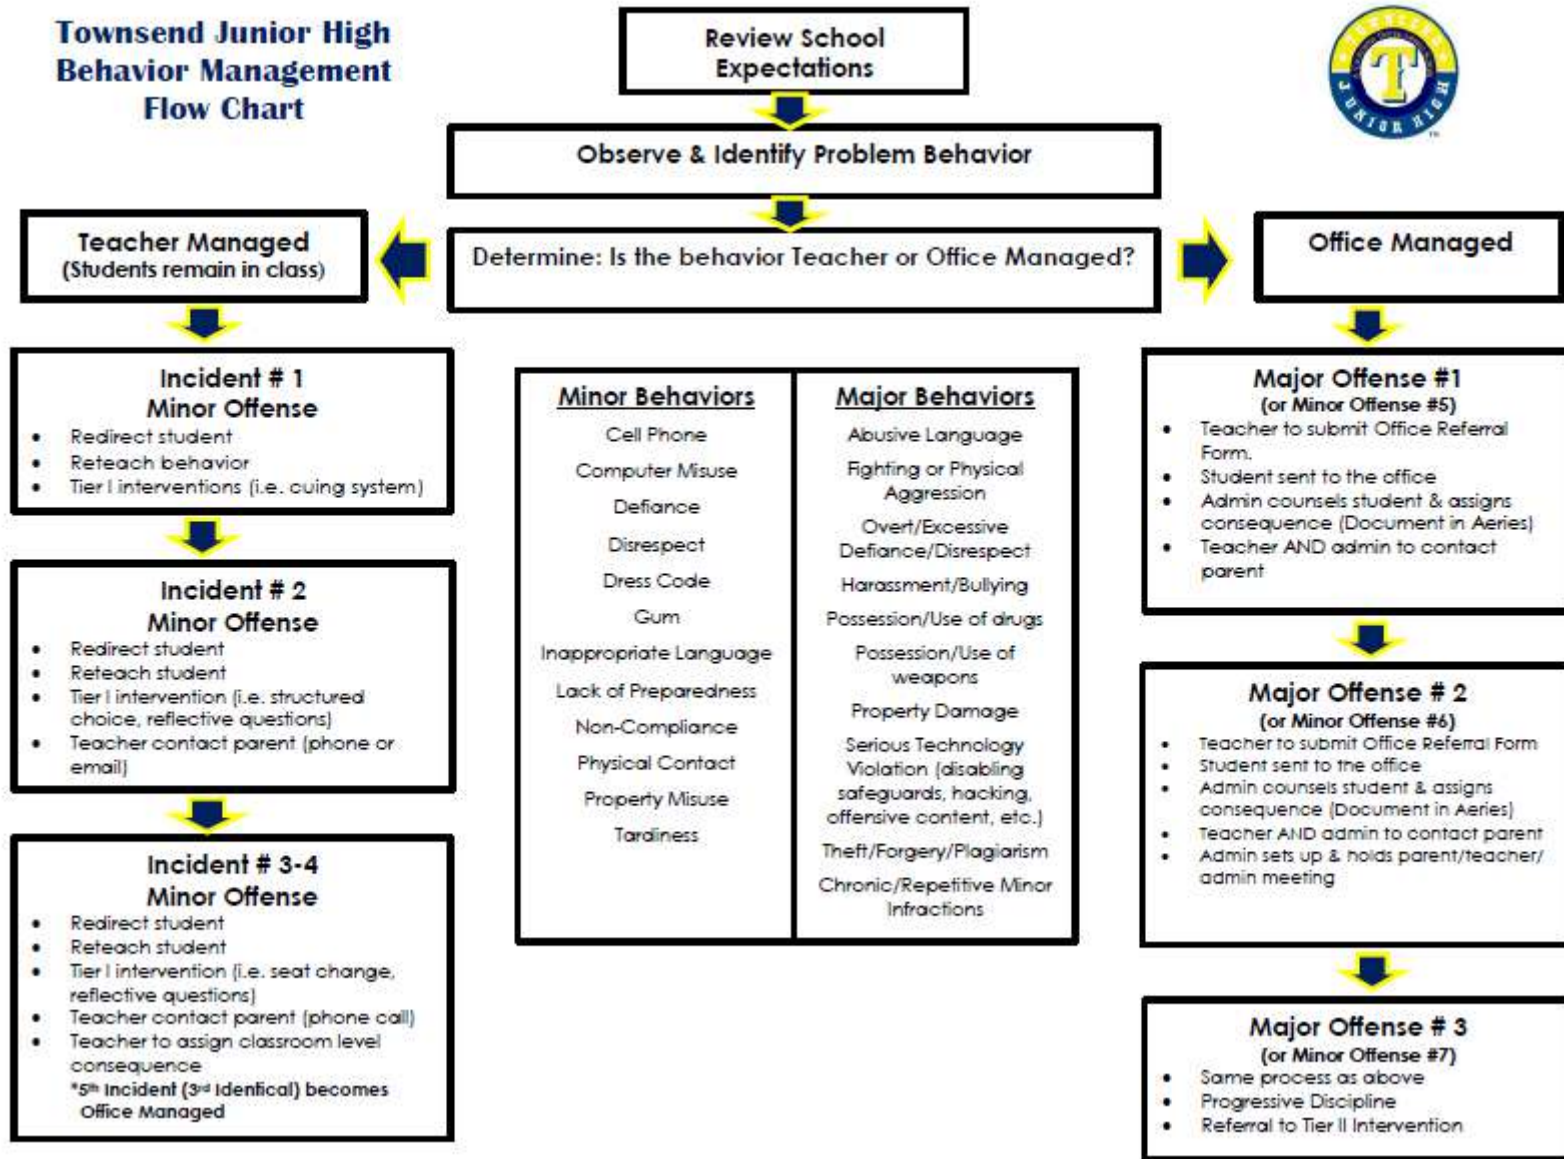 Townsend Junior High
Behavior Management
Flow Chart
Review School
Expectations
TOWNSEND
T
JUNIOR HIGH
Observe & Identify Problem Behavior
Teacher Managed
(Students remain in class)
Determine: Is the behavior Teacher or Office Managed?
Office Managed
Incident # 1
Minor Offense
• Redirect student
• Reteach behavior
• Tier I interventions (i.e. cuing system)
Incident # 2
Minor Offense
• Redirect student
• Reteach student
• Tier I intervention (i.e. structured
choice, reflective questions)
• Teacher contact parent (phone or
email)
Incident # 3-4
Minor Offense
• Redirect student
• Reteach student
• Tier I intervention (i.e. seat change,
reflective questions)
• Teacher contact parent (phone call)
• Teacher to assign classroom level
consequence
*5th Incident (3rd Identical) becomes
Office Managed
Minor Behaviors
Cell Phone
Computer Misuse
Defiance
Disrespect
Dress Code
Gum
Inappropriate Language
Lack of Preparedness
Non-Compliance
Physical Contact
Property Misuse
Tardiness
Major Behaviors
Abusive Language
Fighting or Physical
Aggression
Overt/Excessive
Defiance/Disrespect
Harassment/Bullying
Possession/Use of drugs
Possession/Use of
weapons
Property Damage
Serious Technology
Violation (disabling
safeguards, hacking,
offensive content, etc.)
Theft/Forgery/Plagiarism
Chronic/Repetitive Minor
Infractions
Major Offense #1
(or Minor Offense #5)
• Teacher to submit Office Referral
Form.
• Student sent to the office
• Admin counsels student & assigns
consequence (Document in Aeries)
• Teacher AND admin to contact
parent
Major Offense # 2
(or Minor Offense #6)
• Teacher to submit Office Referral Form
• Student sent to the office
• Admin counsels student & assigns
consequence (Document in Aeries)
• Teacher AND admin to contact parent
• Admin sets up & holds parent/teacher/
admin meeting
Major Offense # 3
(or Minor Offense #7)
• Same process as above
• Progressive Discipline
• Referral to Tier II Intervention